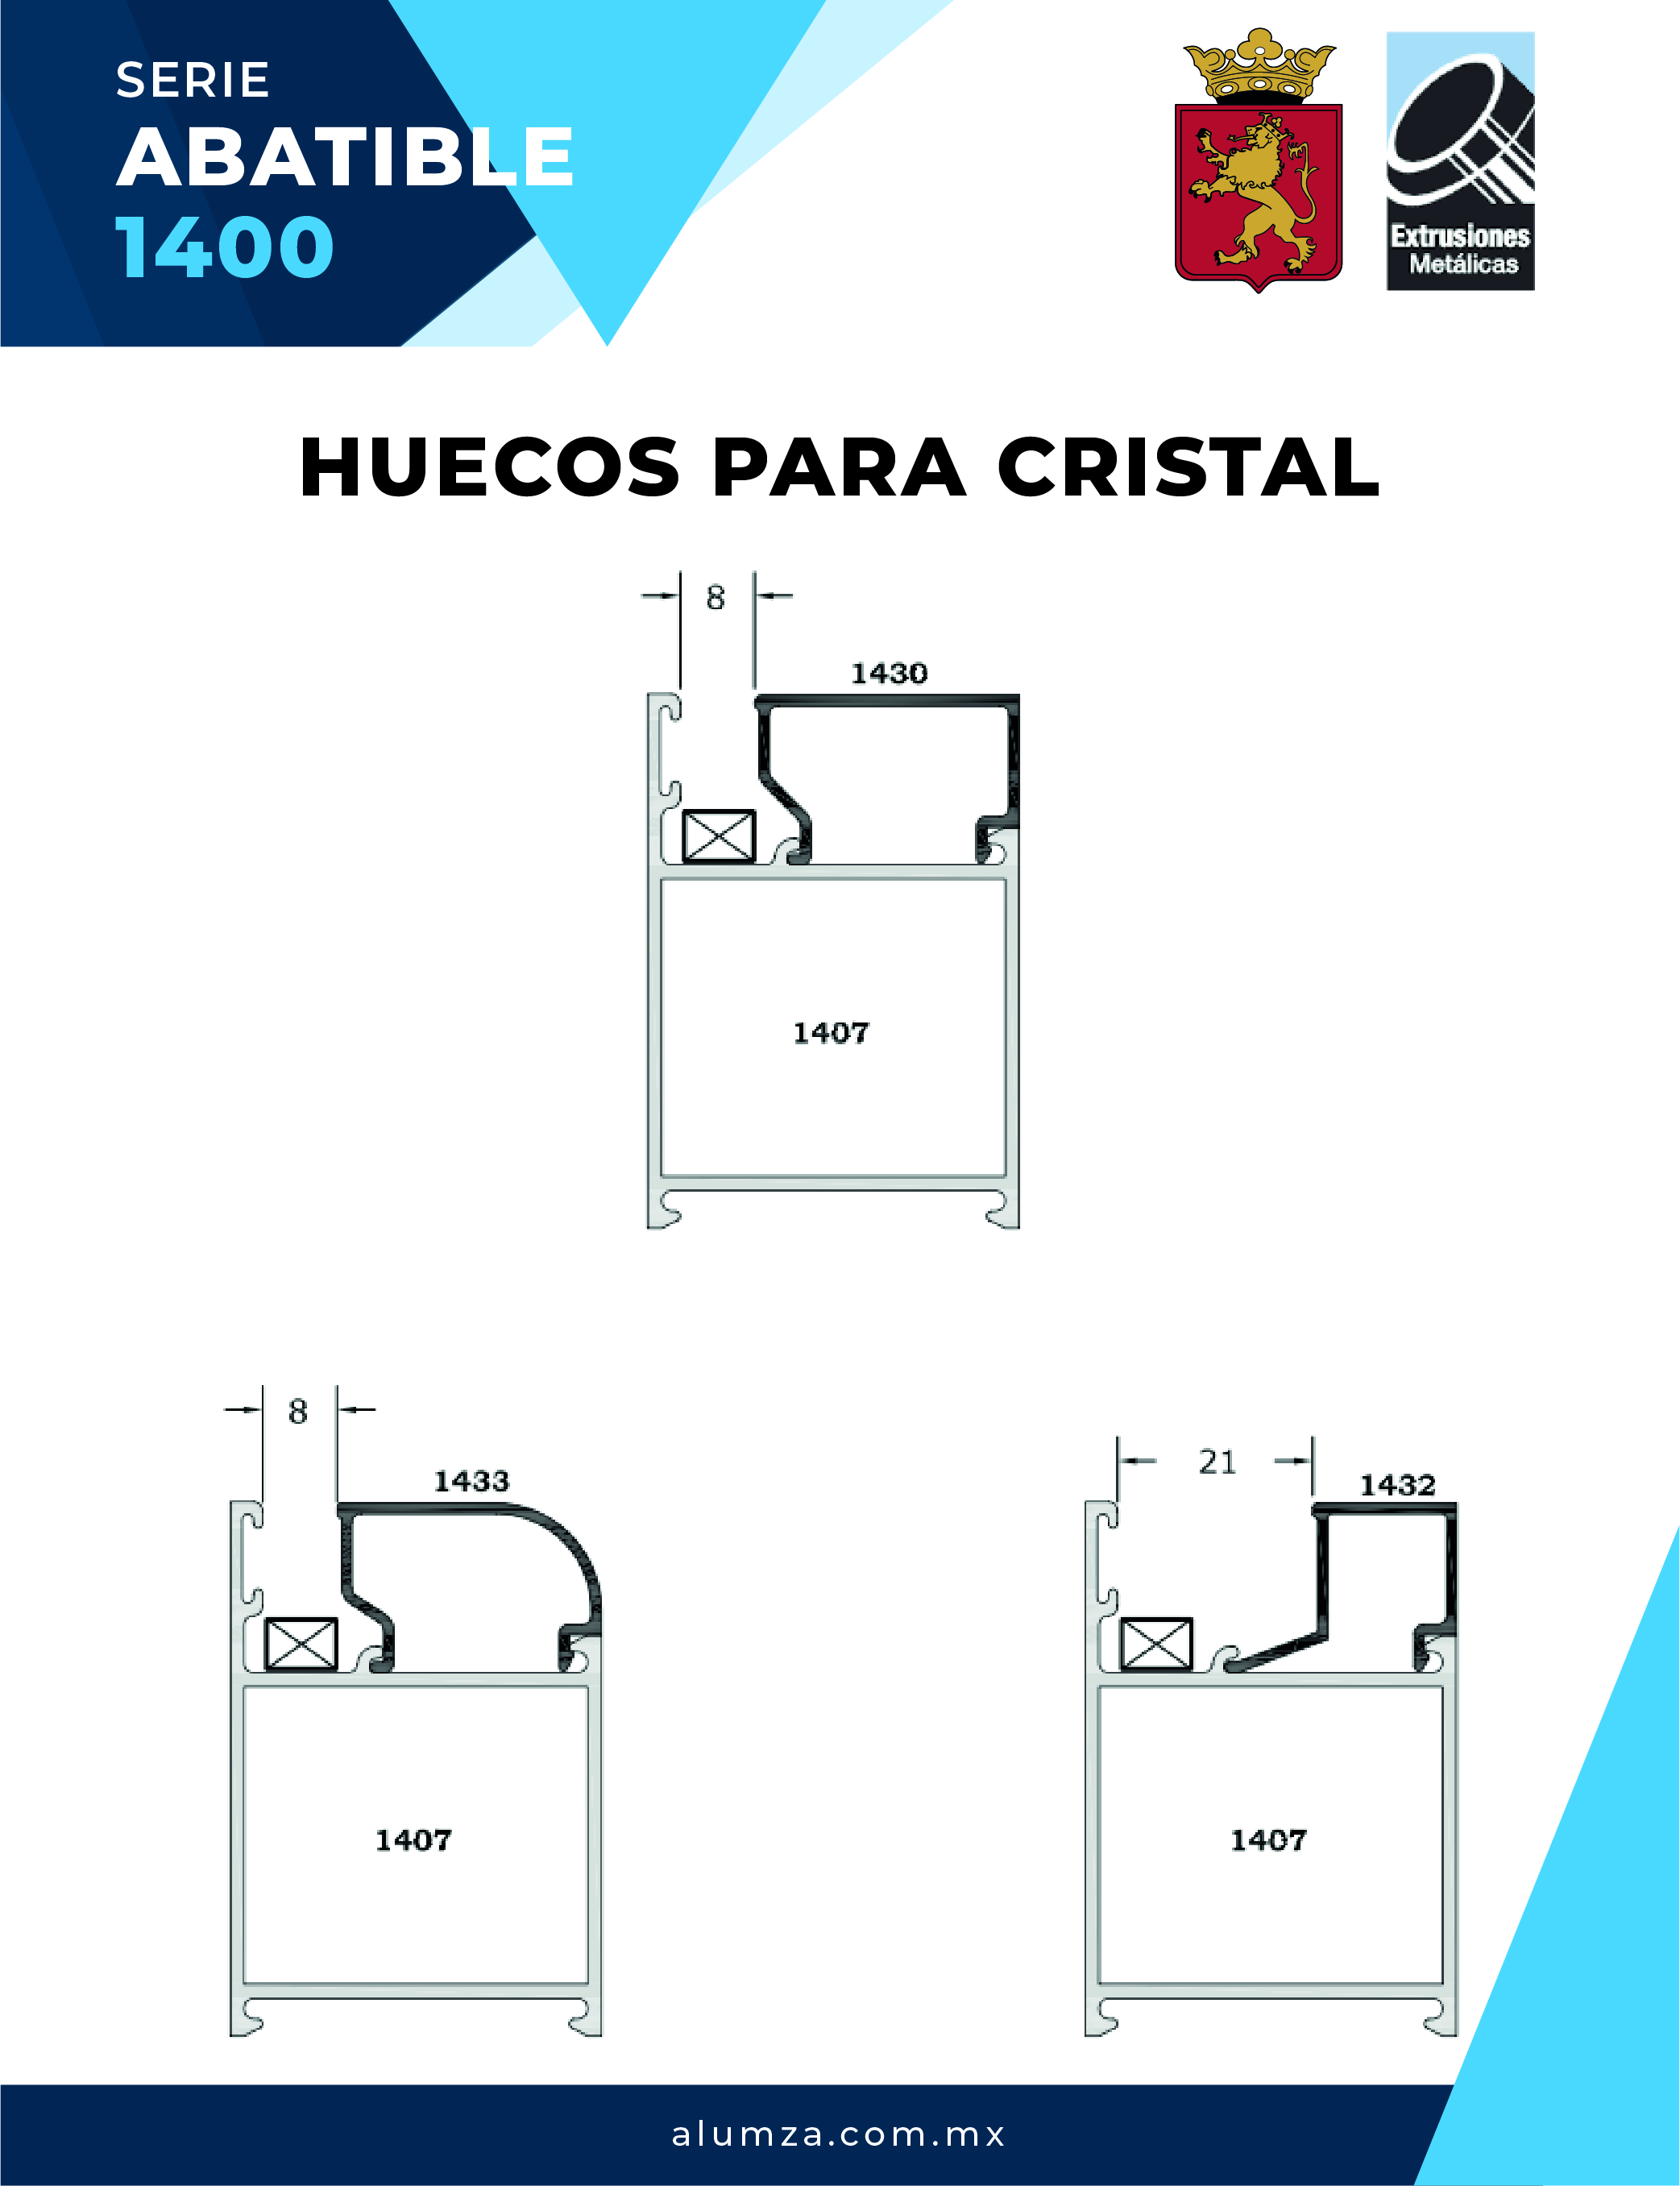 SERIE
ABATIBLE
1400
Extrusiones
Metálicas
HUECOS PARA CRISTAL
8
1430
1407
8
1433
1407
21
1432
1407
alumza.com.mx